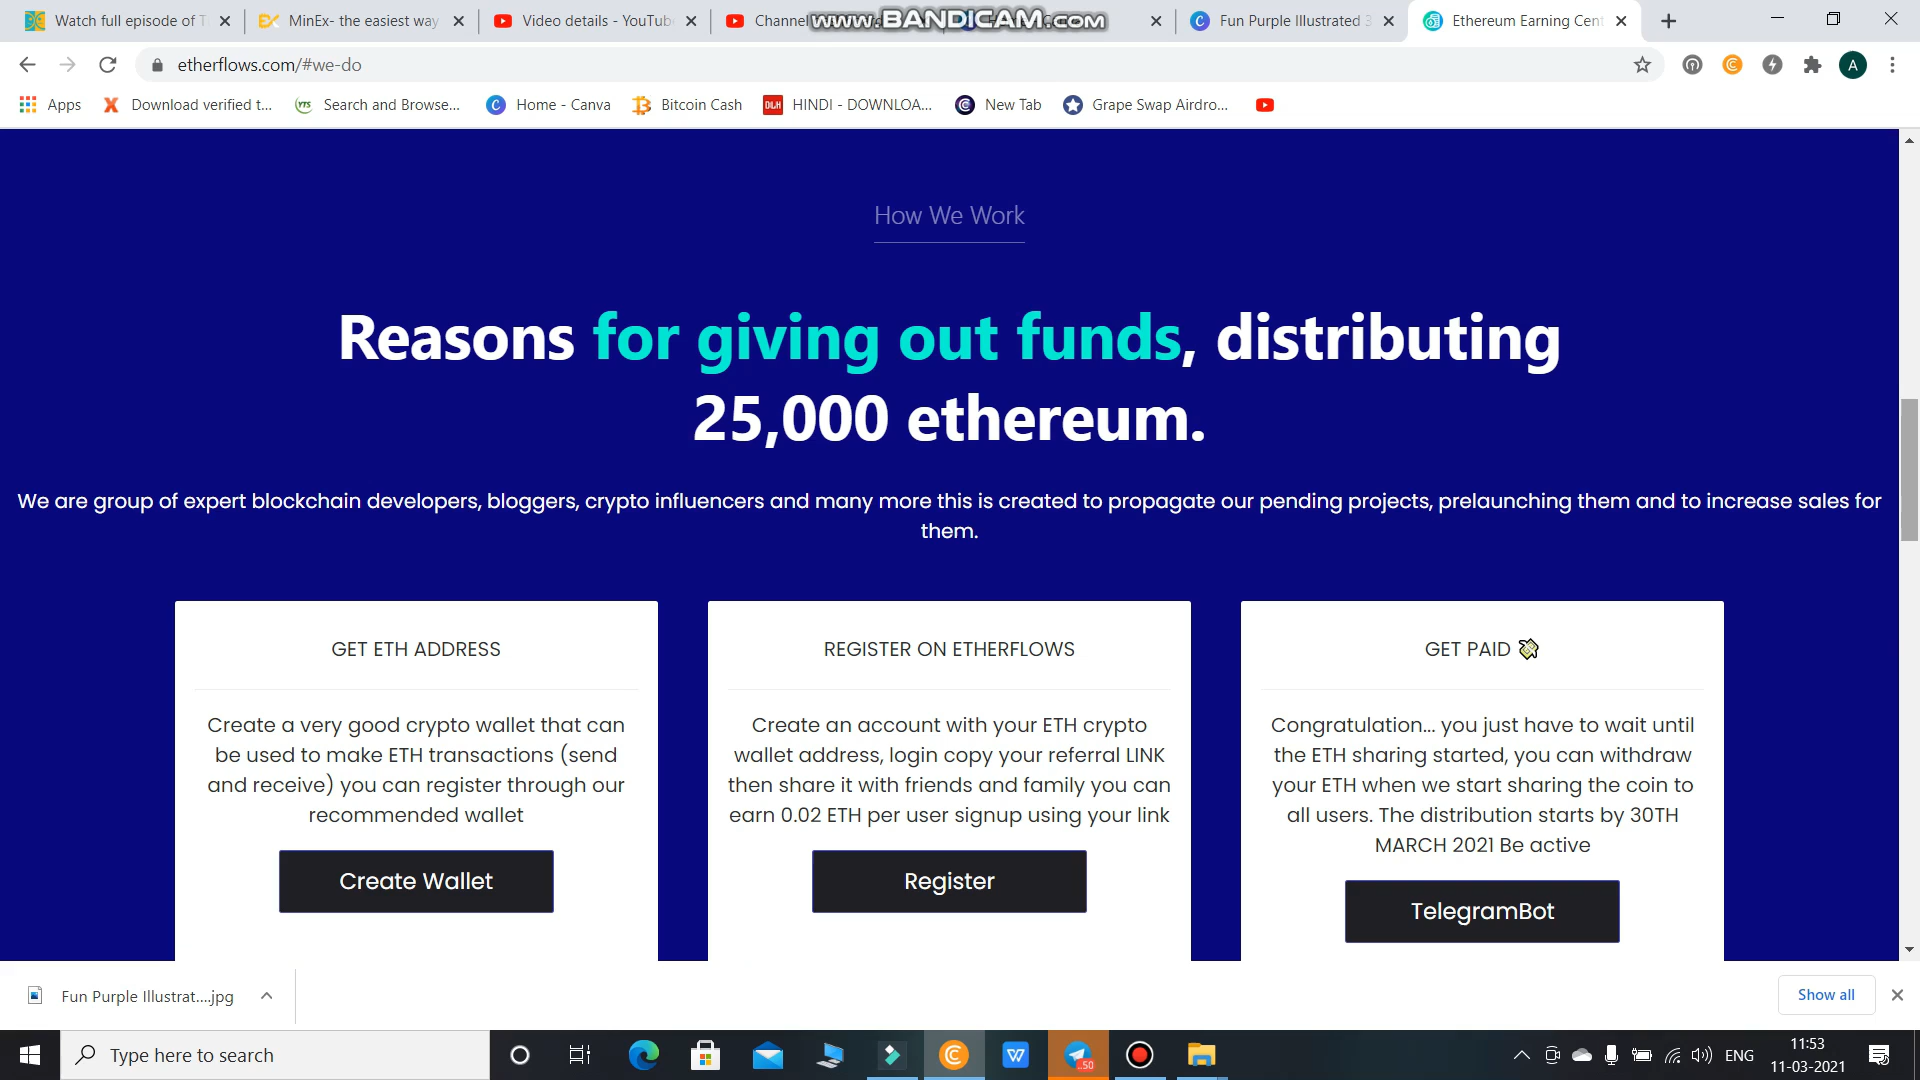 Watch full episode of T
MinEx- the easiest way
Video details - YouTub
Channel
www.BANDICAM.com
Fun Purple Illustrated 3
Ethereum Earning Cent
etherflows.com/#we-do
A
Apps
Download verified t...
Search and Browse...
Home - Canva
Bitcoin Cash
HINDI - DOWNLOA...
New Tab
Grape Swap Airdro...
How We Work
Reasons for giving out funds, distributing
25,000 ethereum.
We are group of expert blockchain developers, bloggers, crypto influencers and many more this is created to propagate our pending projects, prelaunching them and to increase sales for
them.
GET ETH ADDRESS
Create a very good crypto wallet that can
be used to make ETH transactions (send
and receive) you can register through our
recommended wallet
Create Wallet
REGISTER ON ETHERFLOWS
Create an account with your ETH crypto
wallet address, login copy your referral LINK
then share it with friends and family you can
earn 0.02 ETH per user signup using your link
Register
GET PAID
Congratulation... you just have to wait until
the ETH sharing started, you can withdraw
your ETH when we start sharing the coin to
all users. The distribution starts by 30TH
MARCH 2021 Be active
TelegramBot
Fun Purple Illustrat....jpg
Show all
Type here to search
ENG
11:53
11-03-2021